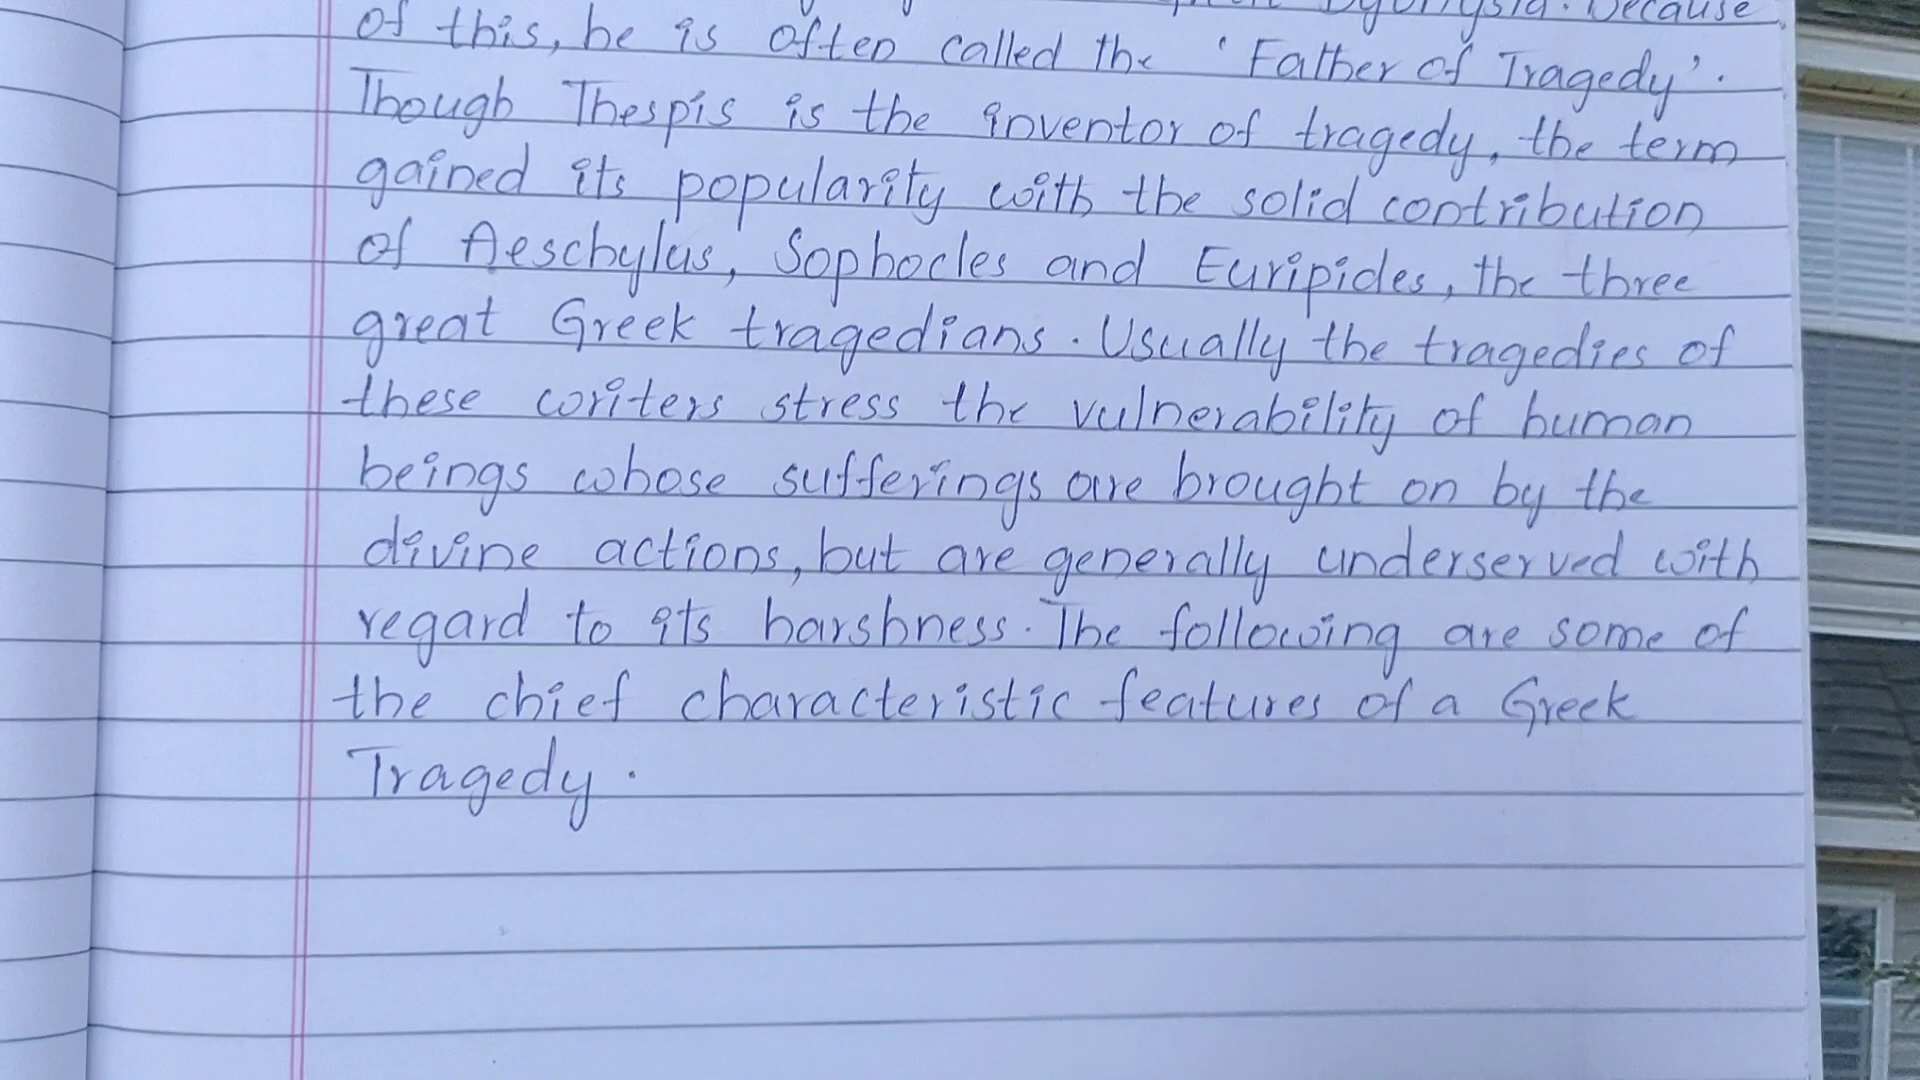 Because
of this, he is often called the 'Father of Tragedy'.
Though Thespis is the inventor of tragedy, the term
gained its popularity with the solid contribution
of Aeschylus, Sophocles and Euripides, the three
great Greek tragedians. Usually the tragedies of
these writers stress the vulnerability of human
beings whose sufferings are brought on by the
divine actions, but are generally underserved with
regard to its harshness. The following are some of
the chief characteristic features of a Greek
Tragedy.